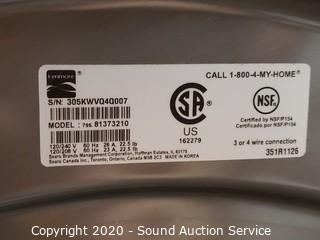 Kenmore
CALL 1-800-4-MY-HOME®
S/N: 305KWVQ4Q007
MODEL: 796. 81373210
SA
US
162279
NSF®
Certified by NSF/P154
Certifié par NSF/P154
120/240 V 60 Hz 26 A, 22.5 lb
120/208 V 60 Hz 23 A, 22.5 lb
Sears Brands Management Corporation, Hoffman Estates, IL 60179
Sears Canada Inc., Toronto, Ontario, Canada M5B 2C3 MADE IN KOREA
3 or 4 wire connection
351R1126
Copyright 2020 - Sound Auction Service